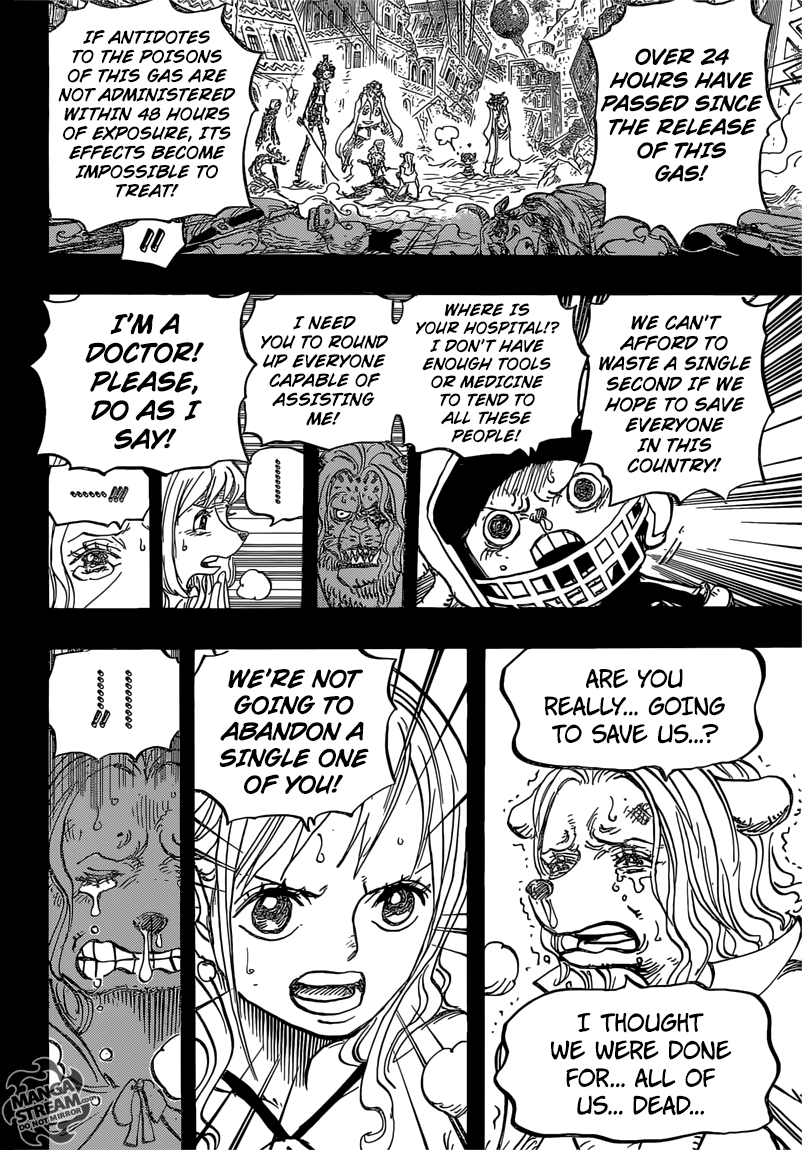 OVER 24
HOURS HAVE
PASSED SINCE
THE RELEASE
OF THIS
GAS!
IF ANTIDOTES
TO THE POISONS
OF THIS GAS ARE
NOT ADMINISTERED
WITHIN 48 HOURS
OF EXPOSURE, ITS
EFFECTS BECOME
IMPOSSIBLE TO
TREAT!
!!
WE CAN'T
AFFORD TO
WASTE A SINGLE
SECOND IF WE
HOPE TO SAVE
EVERYONE
IN THIS
COUNTRY!
WHERE IS
YOUR HOSPITAL!?
I DON'T HAVE
ENOUGH TOOLS
OR MEDICINE
TO TEND TO
ALL THESE
PEOPLE!
I NEED
YOU TO ROUND
UP EVERYONE
CAPABLE OF
ASSISTING
ME!
I'M A
DOCTOR!
PLEASE,
DO AS I
SAY!
.........
.......!!!
ARE YOU
REALLY... GOING
TO SAVE US...?
I THOUGHT
WE WERE DONE
FOR... ALL OF
US... DEAD...
WE'RE NOT
GOING TO
ABANDON A
SINGLE ONE
OF YOU!
.........
.......!!
MANGA
STREAM.COM
DO NOT MIRROR